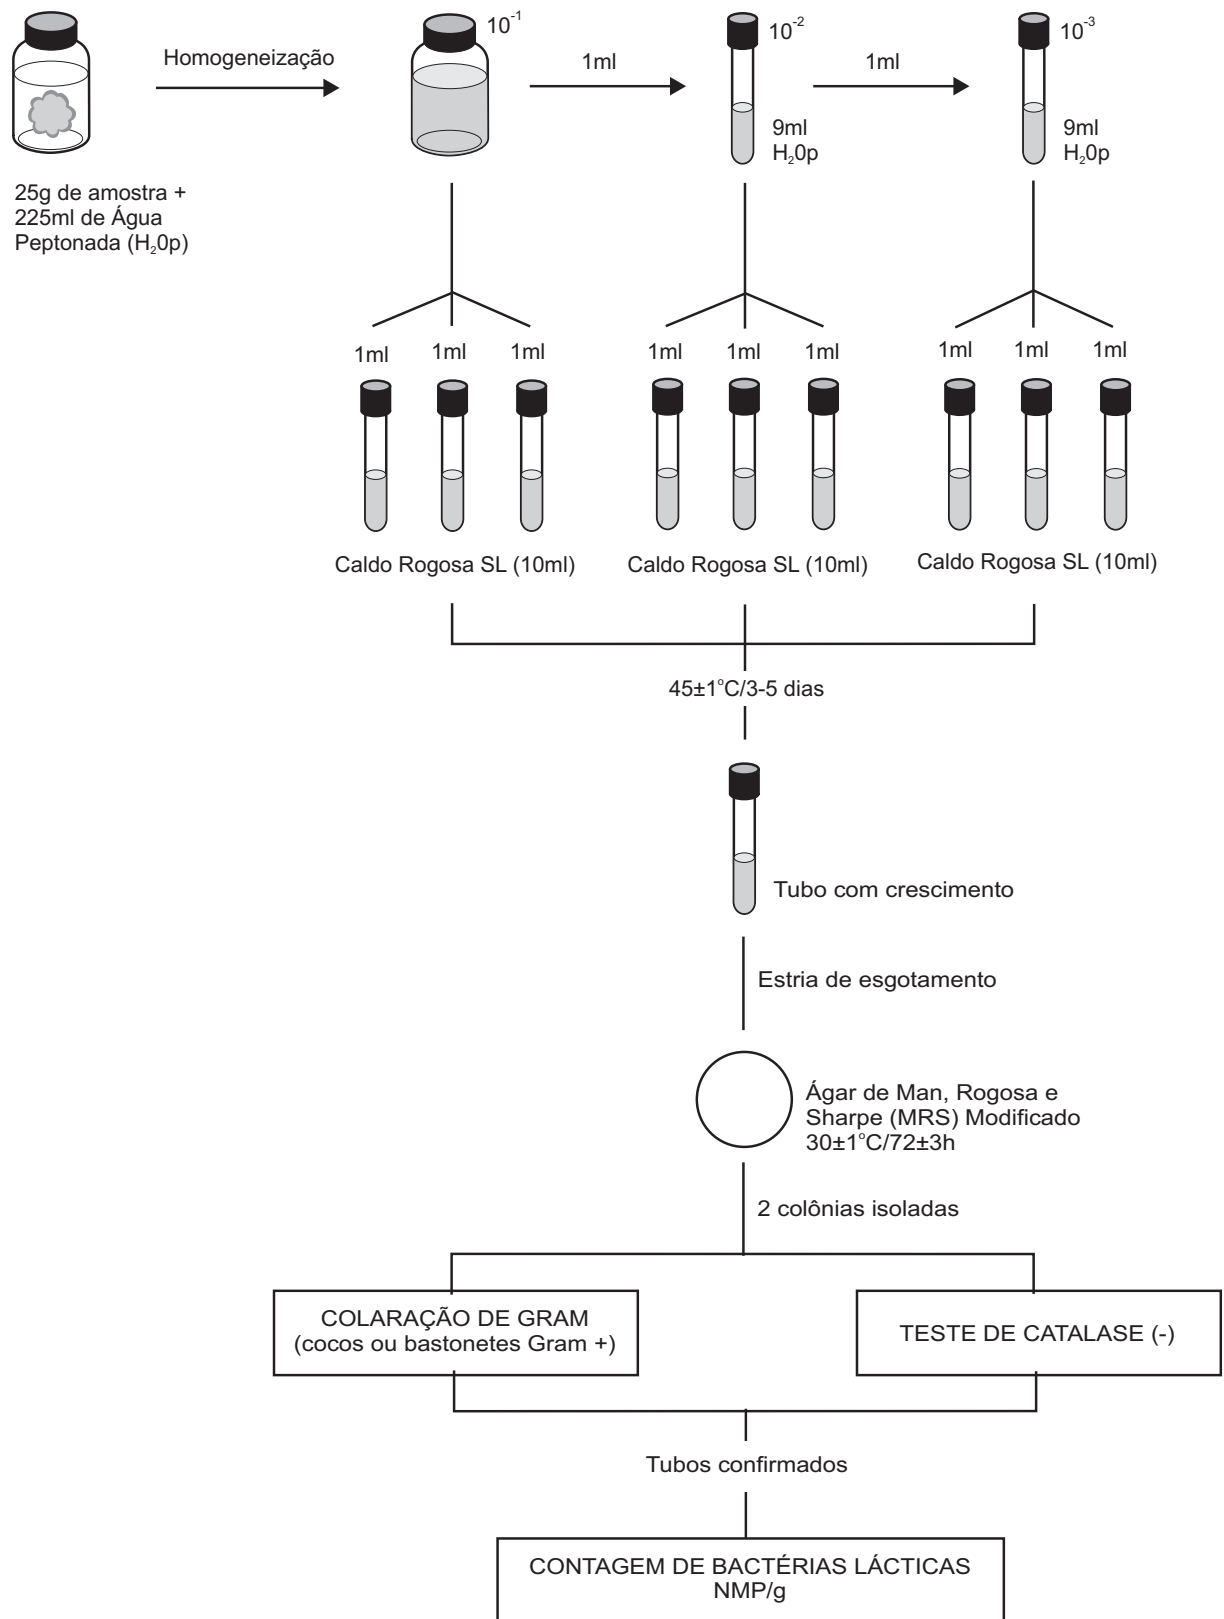 10-1
10-2
10-3
Homogeneização
1ml
1ml
9ml
H20p
9ml
H20p
25g de amostra +
225ml de Água
Peptonada (H20p)
1ml
1ml
1ml
1ml
1ml
1ml
1ml
1ml
1ml
Caldo Rogosa SL (10ml)
Caldo Rogosa SL (10ml)
Caldo Rogosa SL (10ml)
45±1°C/3-5 dias
Tubo com crescimento
Estria de esgotamento
Ágar de Man, Rogosa e
Sharpe (MRS) Modificado
30±1°C/72±3h
2 colônias isoladas
COLARAÇÃO DE GRAM
(cocos ou bastonetes Gram +)
TESTE DE CATALASE (-)
Tubos confirmados
CONTAGEM DE BACTÉRIAS LÁCTICAS
NMP/g